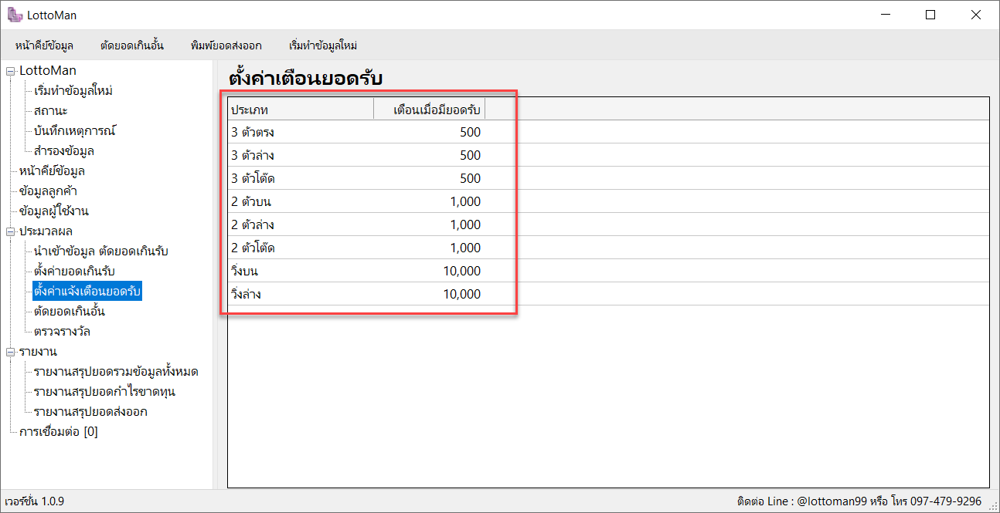 LottoMan
หน้าคีย์ข้อมูล ตัดยอดเกินอั้น พิมพ์ยอดส่งออก เริ่มทำข้อมูลใหม่
LottoMan
เริ่มทำข้อมูลใหม่
สถานะ
บันทึกเหตุการณ์
สำรองข้อมูล
หน้าคีย์ข้อมูล
ข้อมูลลูกค้า
ข้อมูลผู้ใช้งาน
ประมวลผล
นำเข้าข้อมูล ตัดยอดเกินรับ
ตั้งค่ายอดเกินรับ
ตั้งค่าแจ้งเตือนยอดรับ
ตัดยอดเกินอั้น
ตรวจรางวัล
รายงาน
รายงานสรุปยอดรวมข้อมูลทั้งหมด
รายงานสรุปยอดกำไรขาดทุน
รายงานสรุปยอดส่งออก
การเชื่อมต่อ [0]
ตั้งค่าเตือนยอดรับ
ประเภท เตือนเมื่อมียอดรับ
3 ตัวตรง 500
3 ตัวล่าง 500
3 ตัวโต๊ด 500
2 ตัวบน 1,000
2 ตัวล่าง 1,000
2 ตัวโต๊ด 1,000
วิ่งบน 10,000
วิ่งล่าง 10,000
เวอร์ชั่น 1.0.9 ติดต่อ Line : @lottoman99 หรือ โทร 097-479-9296